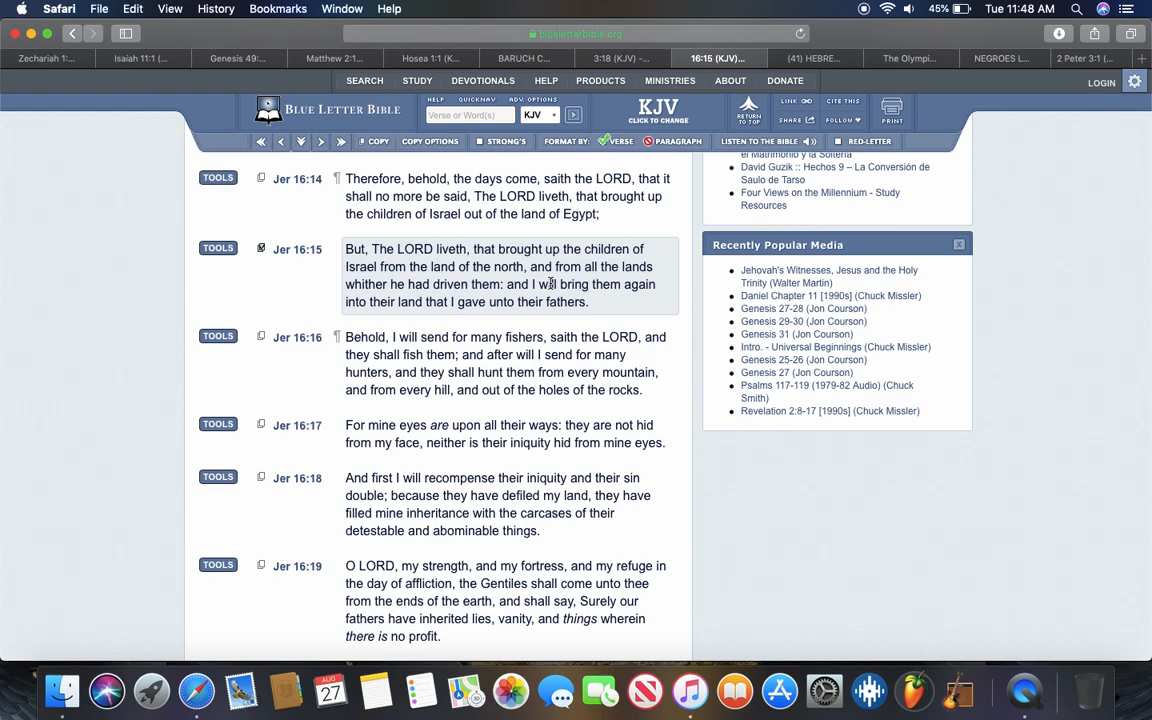 Safari File Edit View History Bookmarks Window Help 45% Tue 11:48 AM
blueletterbible.org
Zechariah 1:... Isaiah 11:1 (... Genesis 49:... Matthew 2:1... Hosea 1:1 (K... BARUCH C... 3:18 (KJV) -... 16:15 (KJV)... (41) HEBRE... The Olympi... NEGROES L... 2 Peter 3:1 (...
SEARCH STUDY DEVOTIONALS HELP PRODUCTS MINISTRIES ABOUT DONATE LOGIN
BLUE LETTER BIBLE
HELP QUICKNAV ADV. OPTIONS
Verse or Word(s) KJV
KJV
CLICK TO CHANGE
RETURN
TO TOP
LINK CITE THIS
SHARE FOLLOW
PRINT
COPY COPY OPTIONS STRONG'S FORMAT BY: VERSE PARAGRAPH LISTEN TO THE BIBLE RED-LETTER
TOOLS Jer 16:14 ¶ Therefore, behold, the days come, saith the LORD, that it
shall no more be said, The LORD liveth, that brought up
the children of Israel out of the land of Egypt;
TOOLS Jer 16:15 But, The LORD liveth, that brought up the children of
Israel from the land of the north, and from all the lands
whither he had driven them: and I will bring them again
into their land that I gave unto their fathers.
TOOLS Jer 16:16 ¶ Behold, I will send for many fishers, saith the LORD, and
they shall fish them; and after will I send for many
hunters, and they shall hunt them from every mountain,
and from every hill, and out of the holes of the rocks.
TOOLS Jer 16:17 For mine eyes are upon all their ways: they are not hid
from my face, neither is their iniquity hid from mine eyes.
TOOLS Jer 16:18 And first I will recompense their iniquity and their sin
double; because they have defiled my land, they have
filled mine inheritance with the carcases of their
detestable and abominable things.
TOOLS Jer 16:19 O LORD, my strength, and my fortress, and my refuge in
the day of affliction, the Gentiles shall come unto thee
from the ends of the earth, and shall say, Surely our
fathers have inherited lies, vanity, and things wherein
there is no profit.
el Matrimonio y la Soltería
David Guzik :: Hechos 9 – La Conversión de
Saulo de Tarso
Four Views on the Millennium - Study
Resources
Recently Popular Media
Jehovah's Witnesses, Jesus and the Holy
Trinity (Walter Martin)
Daniel Chapter 11 [1990s] (Chuck Missler)
Genesis 27-28 (Jon Courson)
Genesis 29-30 (Jon Courson)
Genesis 31 (Jon Courson)
Intro. - Universal Beginnings (Chuck Missler)
Genesis 25-26 (Jon Courson)
Genesis 27 (Jon Courson)
Psalms 117-119 (1979-82 Audio) (Chuck
Smith)
Revelation 2:8-17 [1990s] (Chuck Missler)
AUG
27